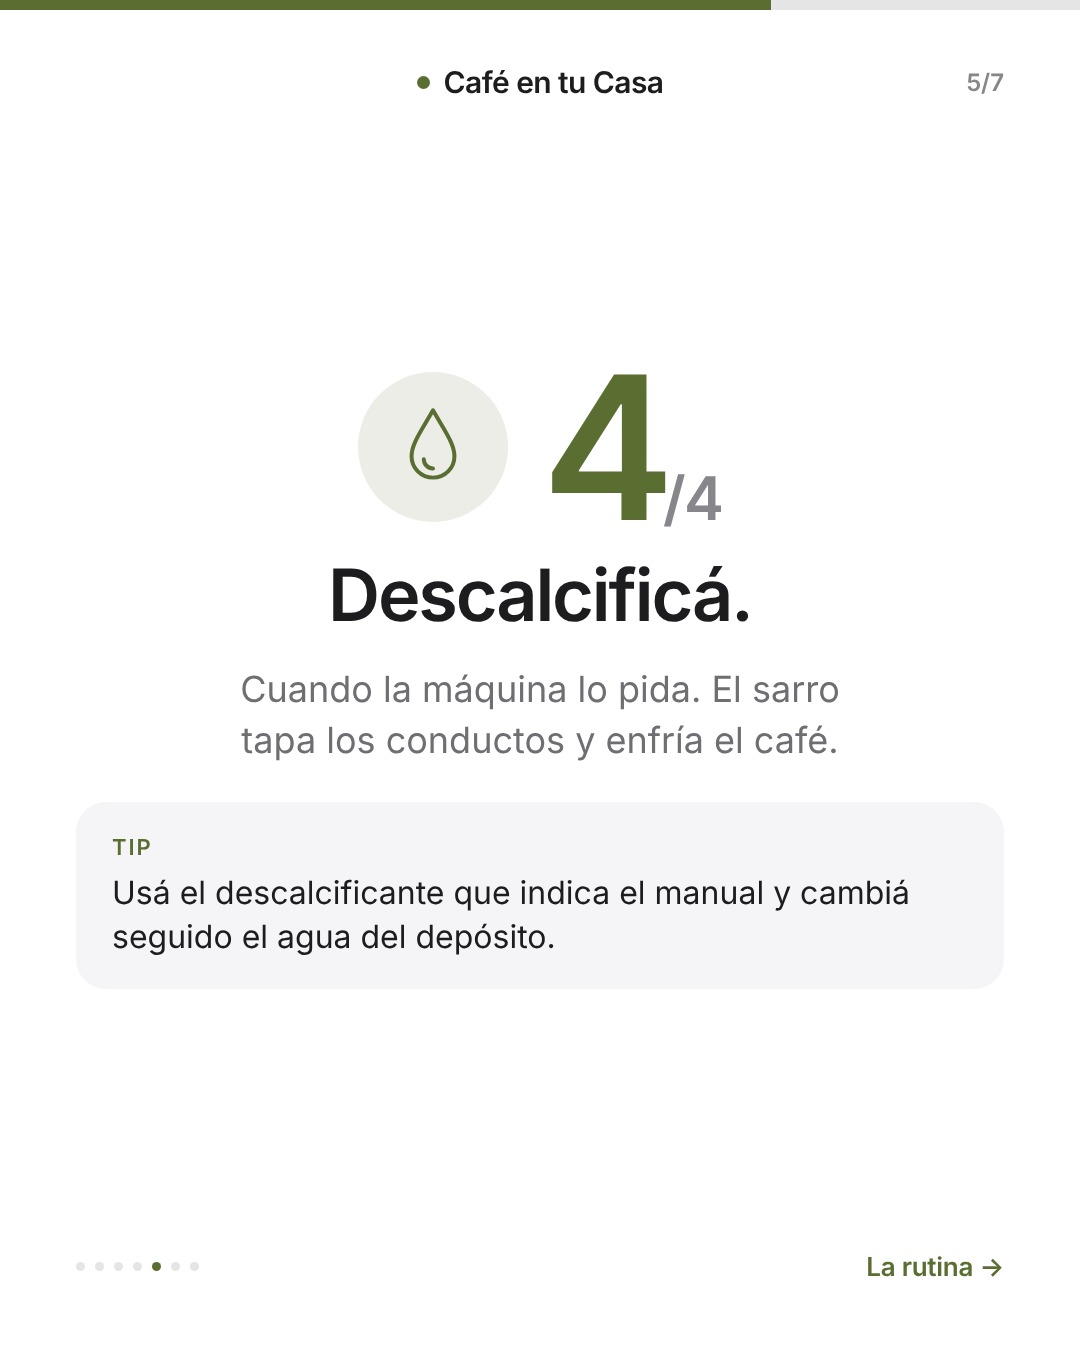 Café en tu Casa
5/7
4/4
Descalcificá.
Cuando la máquina lo pida. El sarro
tapa los conductos y enfría el café.
TIP
Usá el descalcificante que indica el manual y cambiá
seguido el agua del depósito.
La rutina →